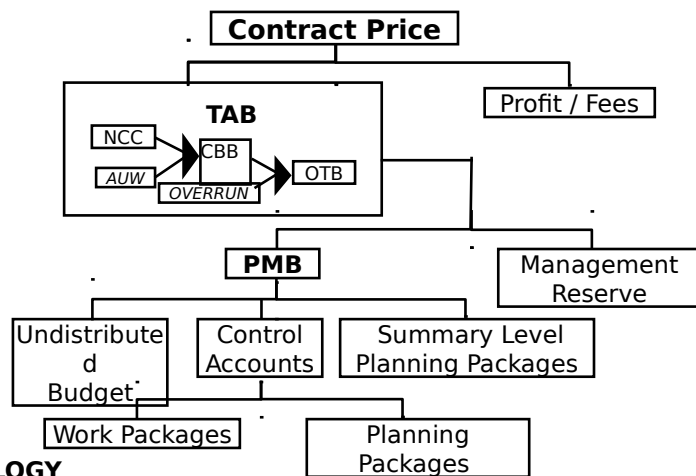 Contract Price
TAB
Profit / Fees
NCC
CBB
AUW
OTB
OVERRUN
PMB
Management
Reserve
Undistribute
d
Budget
Control
Accounts
Summary Level
Planning Packages
Work Packages
Planning
Packages
LOGY